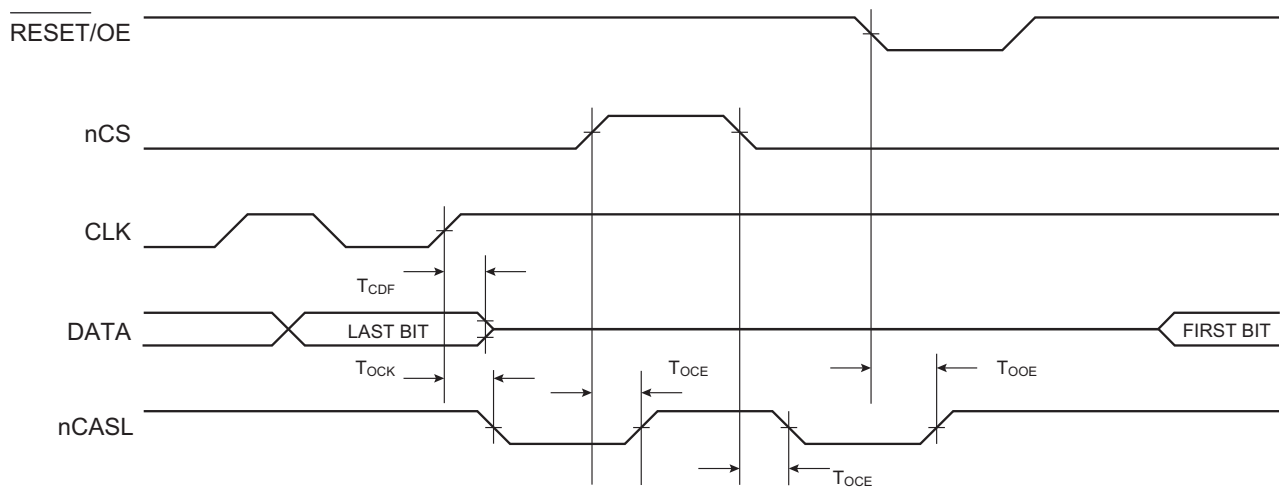 RESET/OE
nCS
CLK
TCDF
DATA
LAST BIT
FIRST BIT
TOCK
TOCE
TOOE
nCASL
TOCE